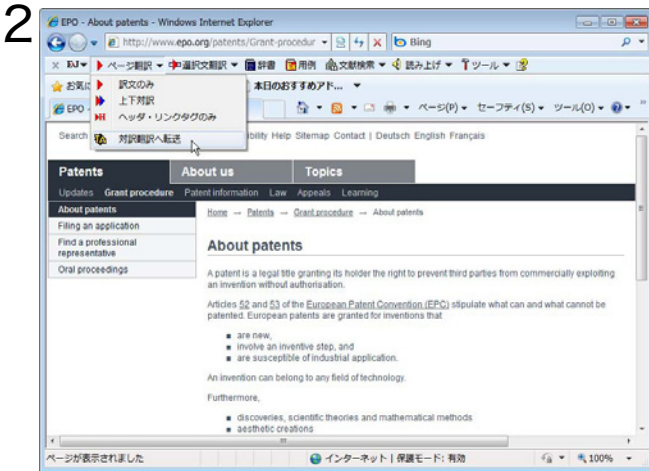 2
EPO - About patents - Windows Internet Explorer
http://www.epo.org/patents/Grant-procedur
Bing
ページ翻訳
選択文翻訳
辞書
用例
文献検索
読み上げ
ツール
お気に
本日のおすすめアド...
訳文のみ
上下対訳
ヘッダ・リンクタグのみ
対訳翻訳へ転送
EPO
ページ(P)
セーフティ(S)
ツール(O)
Search
bility Help Sitemap Contact | Deutsch English Français
Patents
About us
Topics
Updates Grant procedure Patent information Law Appeals Learning
About patents
Filing an application
Find a professional
representative
Oral proceedings
Home → Patents → Grant procedure → About patents
About patents
A patent is a legal title granting its holder the right to prevent third parties from commercially exploiting
an invention without authorisation.
Articles 52 and 53 of the European Patent Convention (EPC) stipulate what can and what cannot be
patented. European patents are granted for inventions that
are new,
involve an inventive step, and
are susceptible of industrial application.
An invention can belong to any field of technology.
Furthermore,
discoveries, scientific theories and mathematical methods
aesthetic creations
ページが表示されました
インターネット | 保護モード: 有効
100%